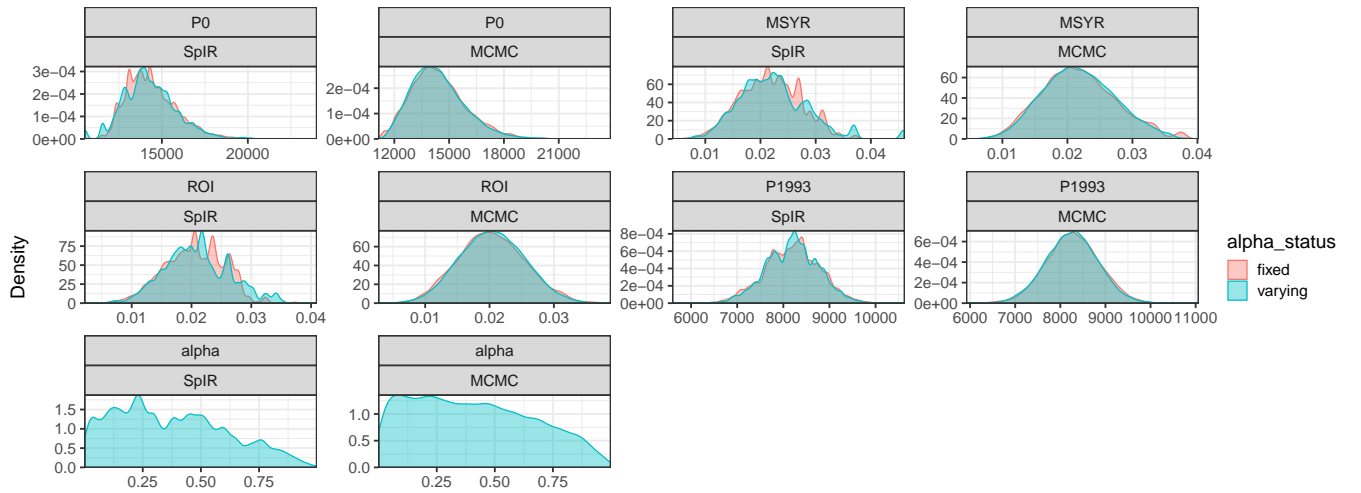 P0
SpIR
3e−04
2e−04
1e−04
0e+00
15000 20000
P0
MCMC
2e−04
1e−04
0e+00
12000 15000 18000 21000
MSYR
SpIR
60
40
20
0
0.01 0.02 0.03 0.04
MSYR
MCMC
60
40
20
0
0.01 0.02 0.03 0.04
ROI
SpIR
75
50
25
0
0.01 0.02 0.03 0.04
ROI
MCMC
60
40
20
0
0.01 0.02 0.03
P1993
SpIR
8e−04
6e−04
4e−04
2e−04
0e+00
6000 7000 8000 9000 10000
P1993
MCMC
6e−04
4e−04
2e−04
0e+00
6000 7000 8000 9000 10000 11000
alpha
SpIR
1.5
1.0
0.5
0.0
0.25 0.50 0.75
alpha
MCMC
1.0
0.5
0.0
0.25 0.50 0.75
Density
alpha_status
fixed
varying